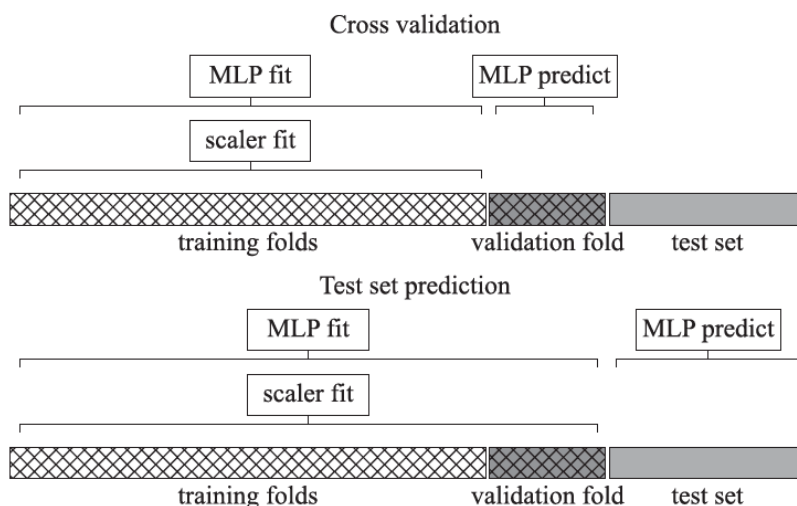 Cross validation
MLP fit
MLP predict
scaler fit
training folds
validation fold
test set
Test set prediction
MLP fit
MLP predict
scaler fit
training folds
validation fold
test set